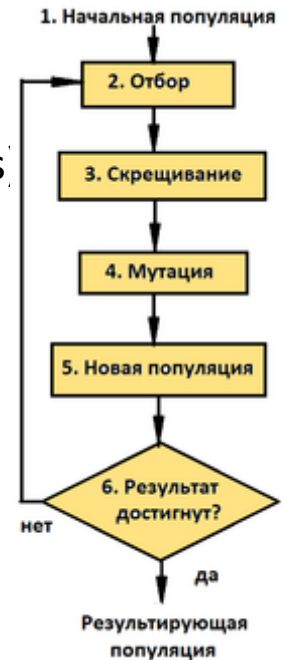 1. Начальная популяция
2. Отбор
s)
3. Скрещивание
4. Мутация
5. Новая популяция
6. Результат
достигнут?
нет
да
Результирующая
популяция